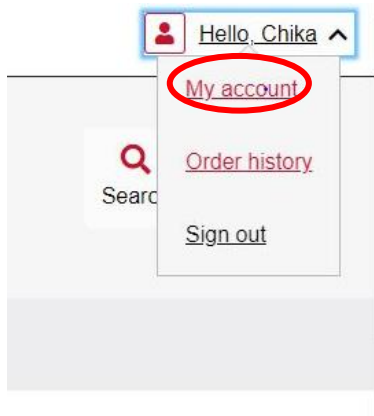 Hello, Chika
My account
Order history
Searc
Sign out